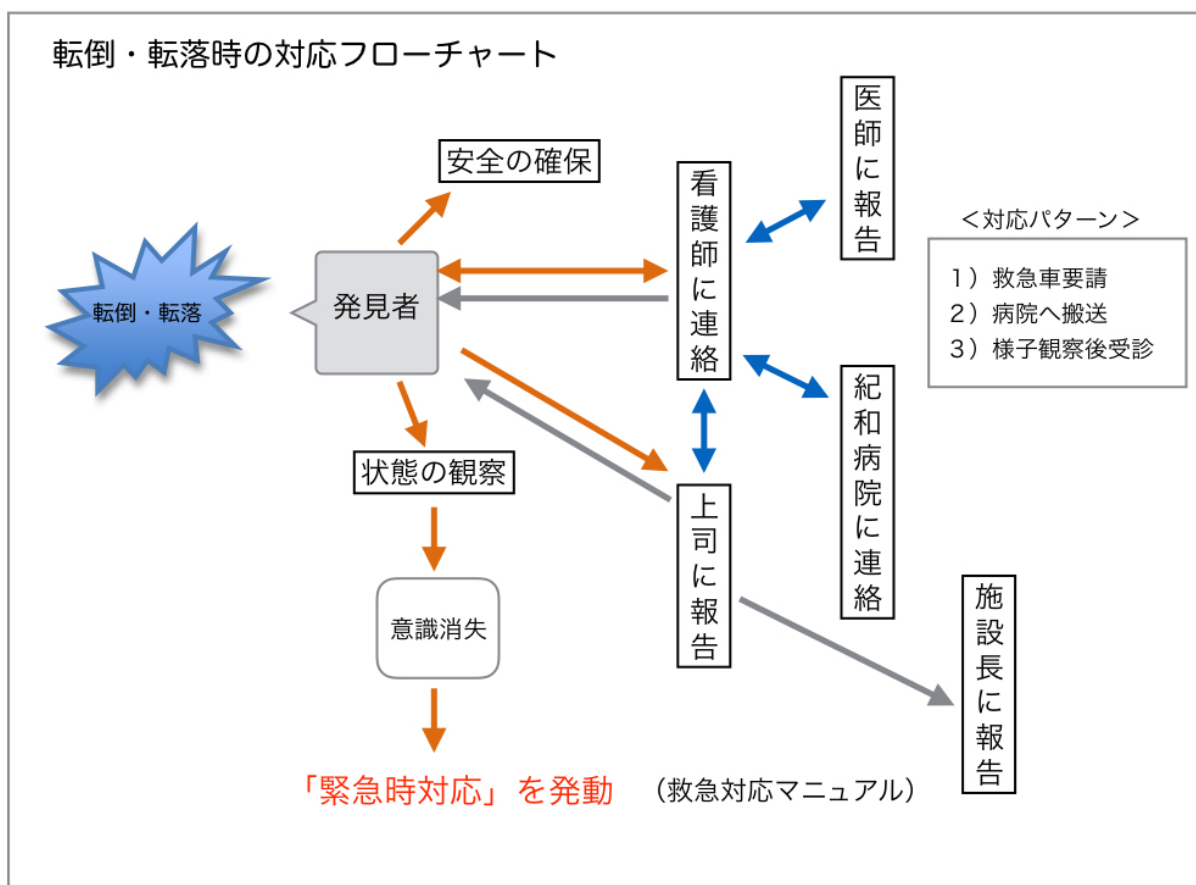 転倒・転落時の対応フローチャート
安全の確保
医師に報告
看護師に連絡
＜対応パターン＞
1）救急車要請
2）病院へ搬送
3）様子観察後受診
転倒・転落
発見者
紀和病院に連絡
状態の観察
上司に報告
意識消失
施設長に報告
「緊急時対応」を発動 （救急対応マニュアル）